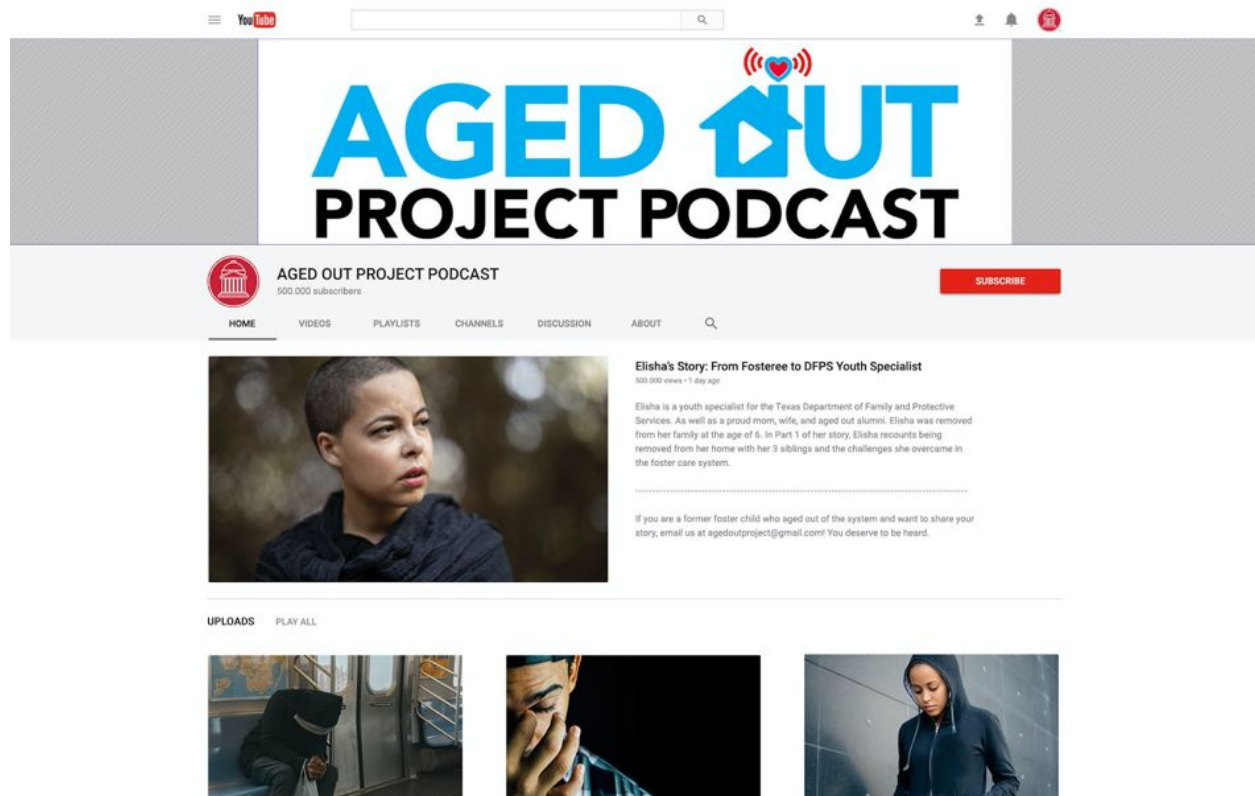 YouTube
AGED OUT
PROJECT PODCAST
AGED OUT PROJECT PODCAST
500.000 subscribers
SUBSCRIBE
HOME VIDEOS PLAYLISTS CHANNELS DISCUSSION ABOUT
Elisha's Story: From Fosteree to DFPS Youth Specialist
500.000 views • 1 day ago
Elisha is a youth specialist for the Texas Department of Family and Protective
Services. As well as a proud mom, wife, and aged out alumni. Elisha was removed
from her family at the age of 6. In Part 1 of her story, Elisha recounts being
removed from her home with her 3 siblings and the challenges she overcame in
the foster care system.
If you are a former foster child who aged out of the system and want to share your
story, email us at agedoutproject@gmail.com! You deserve to be heard.
UPLOADS PLAY ALL